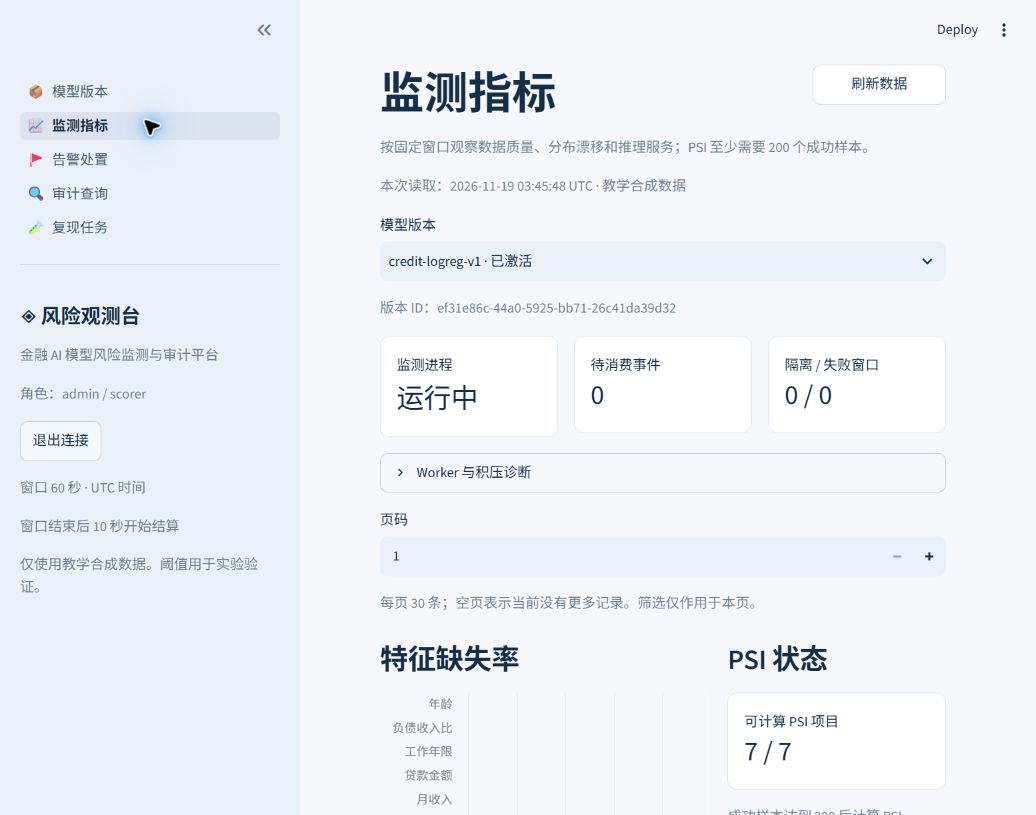 Deploy
模型版本
监测指标
告警处置
审计查询
复现任务
◈ 风险观测台
金融 AI 模型风险监测与审计平台
角色：admin / scorer
退出连接
窗口 60 秒 · UTC 时间
窗口结束后 10 秒开始结算
仅使用教学合成数据。阈值用于实验验
证。
监测指标
刷新数据
按固定窗口观察数据质量、分布漂移和推理服务；PSI 至少需要 200 个成功样本。
本次读取：2026-11-19 03:45:48 UTC · 教学合成数据
模型版本
credit-logreg-v1 · 已激活
版本 ID：ef31e86c-44a0-5925-bb71-26c41da39d32
监测进程
运行中
待消费事件
0
隔离 / 失败窗口
0 / 0
Worker 与积压诊断
页码
1
每页 30 条；空页表示当前没有更多记录。筛选仅作用于本页。
特征缺失率
年龄
负债收入比
工作年限
贷款金额
月收入
PSI 状态
可计算 PSI 项目
7 / 7
成功样本达到 200 后计算 PSI